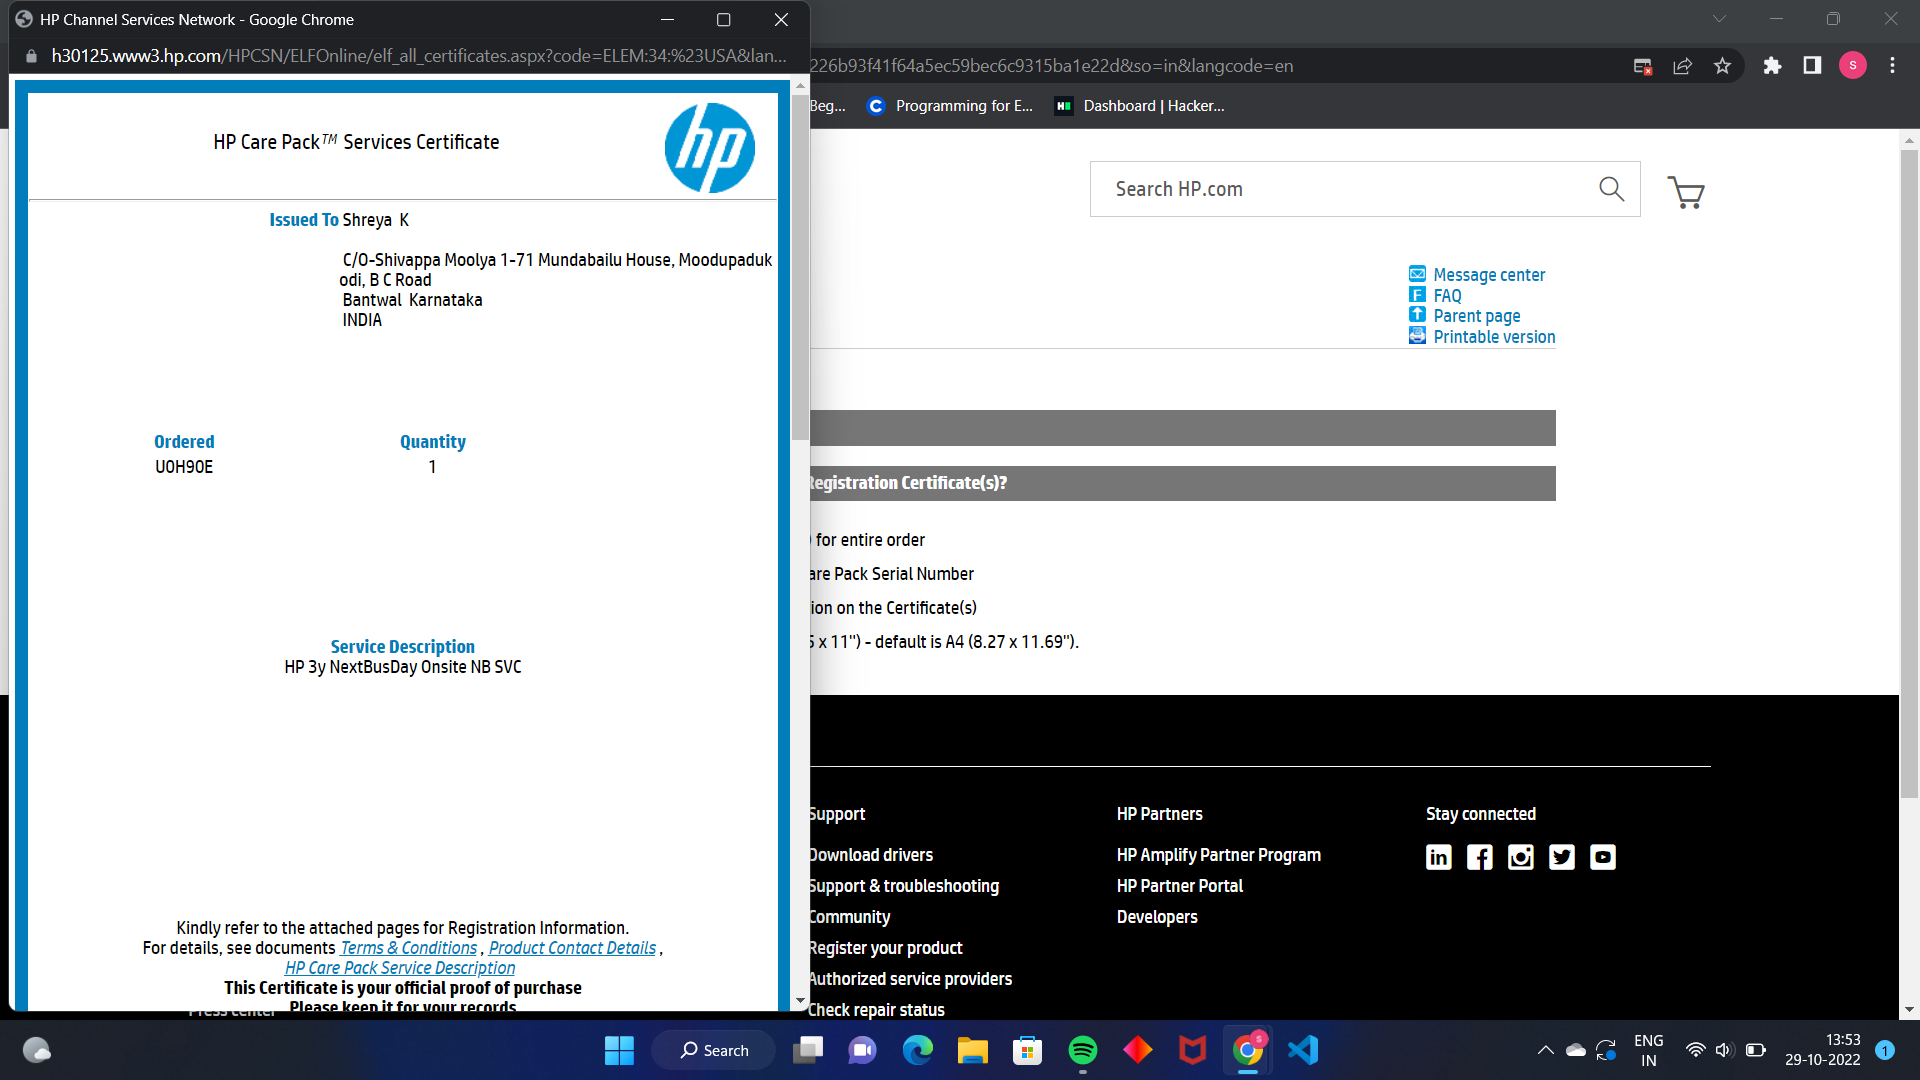 HP Channel Services Network - Google Chrome
h30125.www3.hp.com/HPCSN/ELFOnline/elf_all_certificates.aspx?code=ELEM:34:%23USA&lan...
HP Care Pack™ Services Certificate
hp
Issued To Shreya K
C/O-Shivappa Moolya 1-71 Mundabailu House, Moodupaduk
odi, B C Road
Bantwal Karnataka
INDIA
Ordered Quantity
U0H90E 1
Service Description
HP 3y NextBusDay Onsite NB SVC
Kindly refer to the attached pages for Registration Information.
For details, see documents Terms & Conditions , Product Contact Details ,
HP Care Pack Service Description
This Certificate is your official proof of purchase
Please keep it for your records
226b93f41f64a5ec59bec6c9315ba1e22d&so=in&langcode=en
S
Beg... Programming for E... Dashboard | Hacker...
Search HP.com
Message center
FAQ
Parent page
Printable version
Registration Certificate(s)?
for entire order
are Pack Serial Number
ion on the Certificate(s)
5 x 11") - default is A4 (8.27 x 11.69").
Support
Download drivers
Support & troubleshooting
Community
Register your product
Authorized service providers
Check repair status
HP Partners
HP Amplify Partner Program
HP Partner Portal
Developers
Stay connected
Press center
Search
ENG
IN
13:53
29-10-2022
1